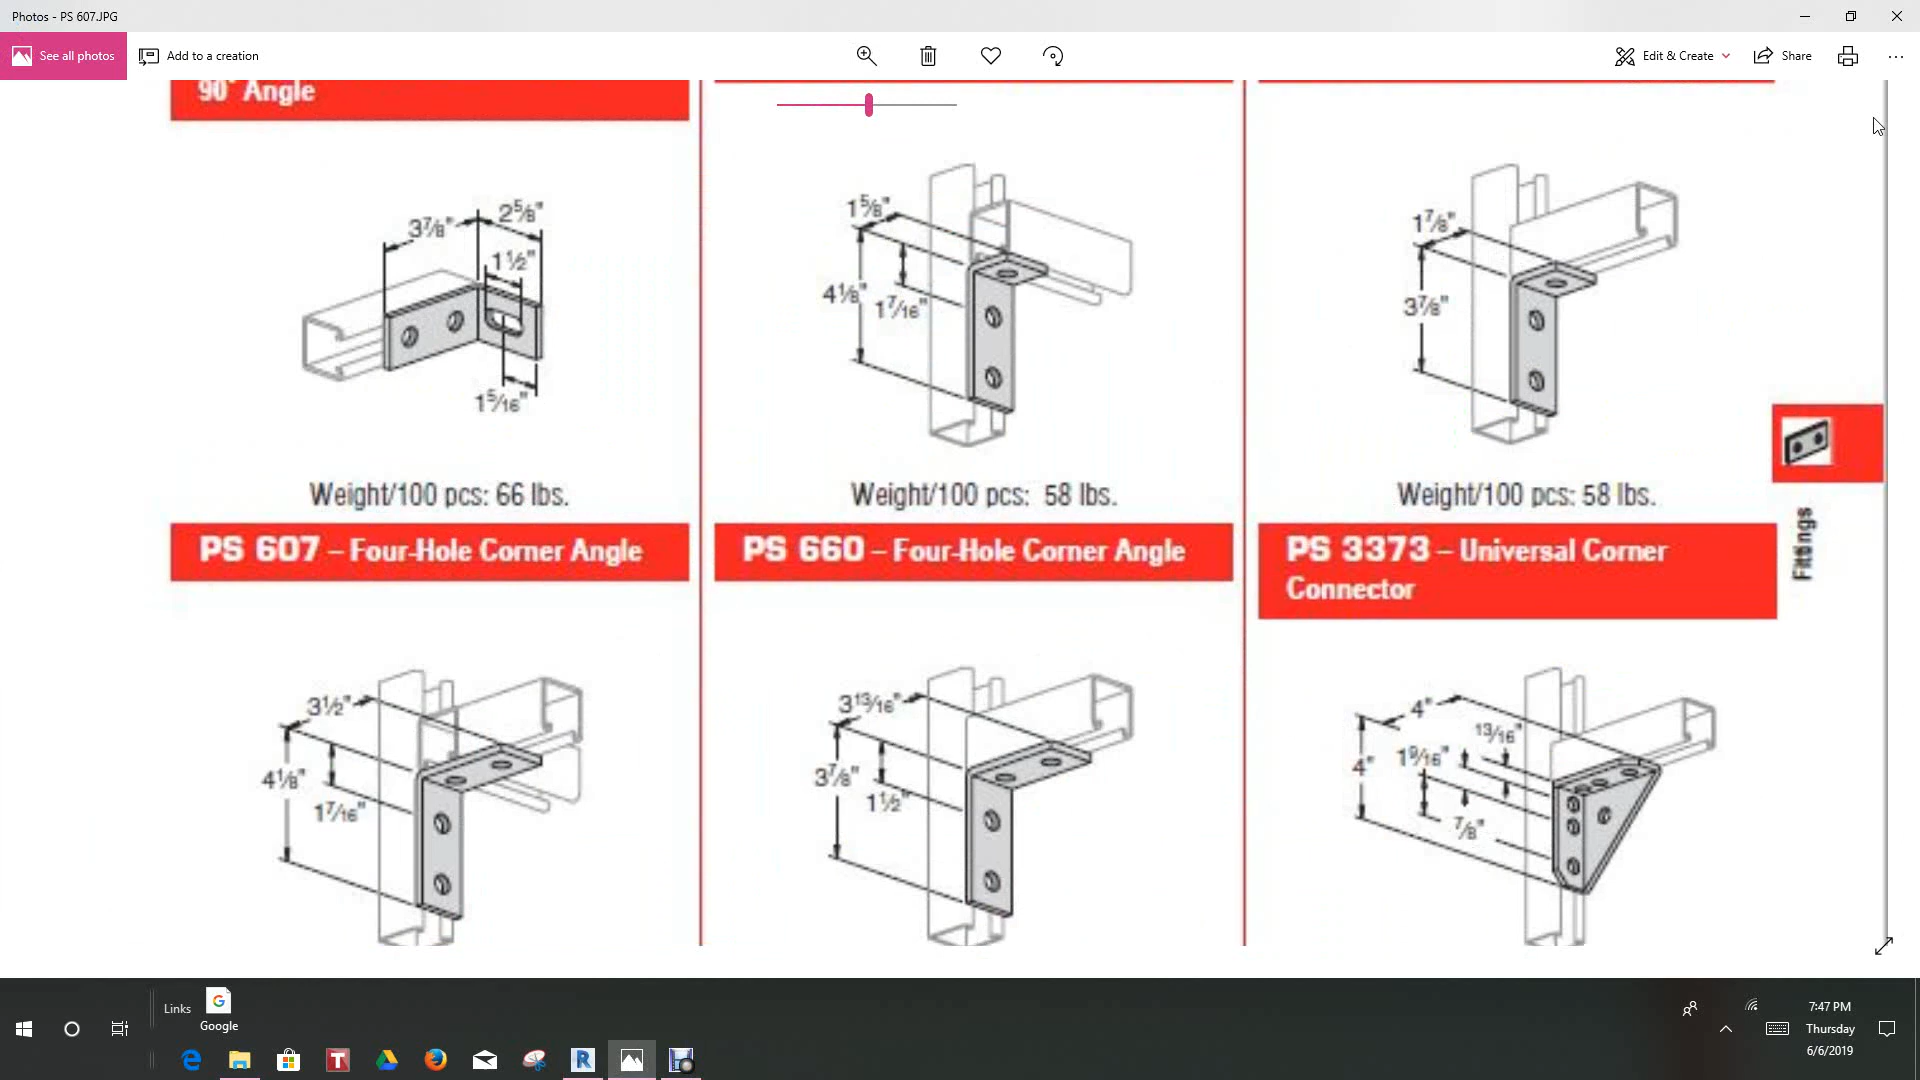 Photos - PS 607.JPG
See all photos
Add to a creation
Edit & Create
Share
90° Angle
3⅞"
2⅝"
1½"
1⁵⁄₁₆"
Weight/100 pcs: 66 lbs.
1⅝"
4⅛"
1⁷⁄₁₆"
Weight/100 pcs: 58 lbs.
1⅞"
3⅞"
Weight/100 pcs: 58 lbs.
Fittings
PS 607 – Four-Hole Corner Angle
3½"
4⅛"
1⁷⁄₁₆"
PS 660 – Four-Hole Corner Angle
3¹³⁄₁₆"
3⅞"
1½"
PS 3373 – Universal Corner
Connector
4"
¹³⁄₁₆"
1⁹⁄₁₆"
4"
⅞"
Links
Google
7:47 PM
Thursday
6/6/2019